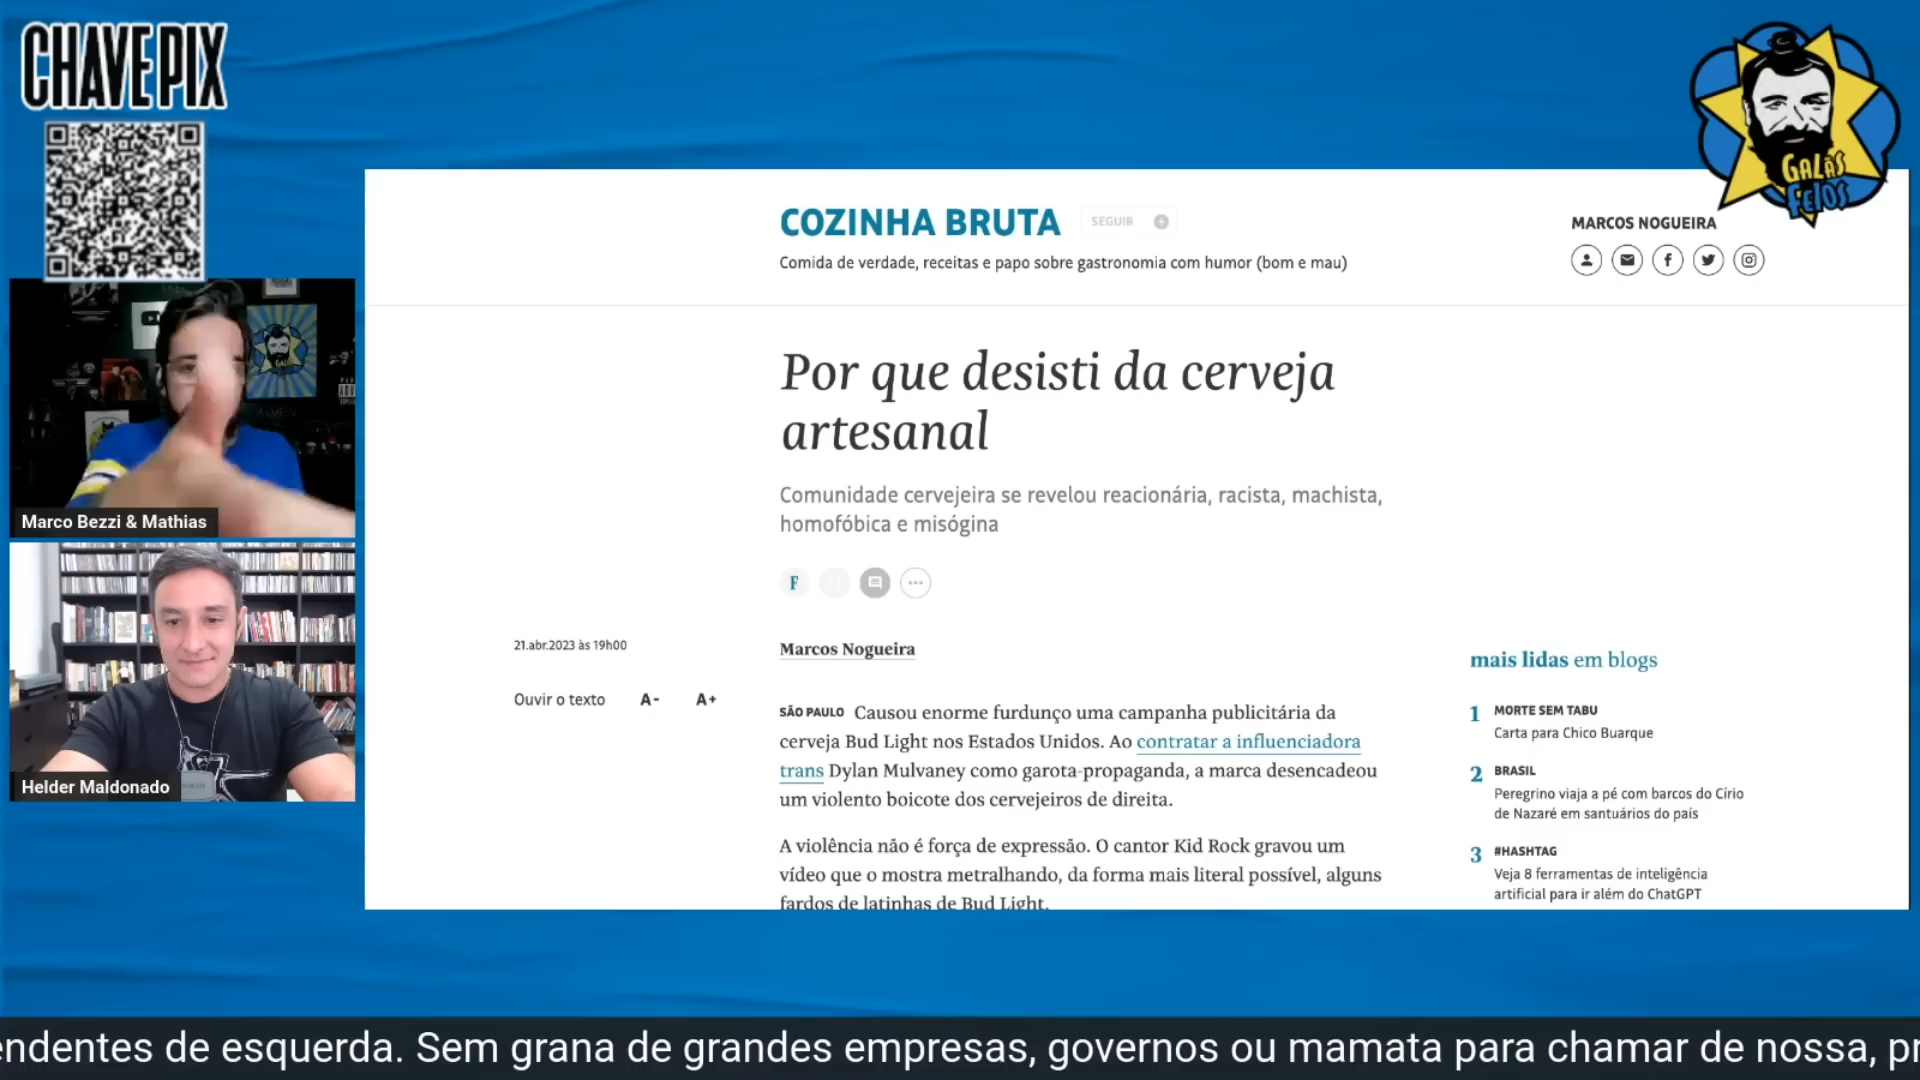 CHAVE PIX
GALÃS
FEIOS
COZINHA BRUTA
SEGUIR
Comida de verdade, receitas e papo sobre gastronomia com humor (bom e mau)
MARCOS NOGUEIRA
Por que desisti da cerveja
artesanal
Comunidade cervejeira se revelou reacionária, racista, machista,
homofóbica e misógina
F
21.abr.2023 às 19h00
Ouvir o texto A- A+
Marcos Nogueira
SÃO PAULO Causou enorme furdunço uma campanha publicitária da
cerveja Bud Light nos Estados Unidos. Ao contratar a influenciadora
trans Dylan Mulvaney como garota-propaganda, a marca desencadeou
um violento boicote dos cervejeiros de direita.
A violência não é força de expressão. O cantor Kid Rock gravou um
vídeo que o mostra metralhando, da forma mais literal possível, alguns
fardos de latinhas de Bud Light.
mais lidas em blogs
1 MORTE SEM TABU
Carta para Chico Buarque
2 BRASIL
Peregrino viaja a pé com barcos do Círio
de Nazaré em santuários do país
3 #HASHTAG
Veja 8 ferramentas de inteligência
artificial para ir além do ChatGPT
Marco Bezzi & Mathias
Helder Maldonado
endentes de esquerda. Sem grana de grandes empresas, governos ou mamata para chamar de nossa, pr